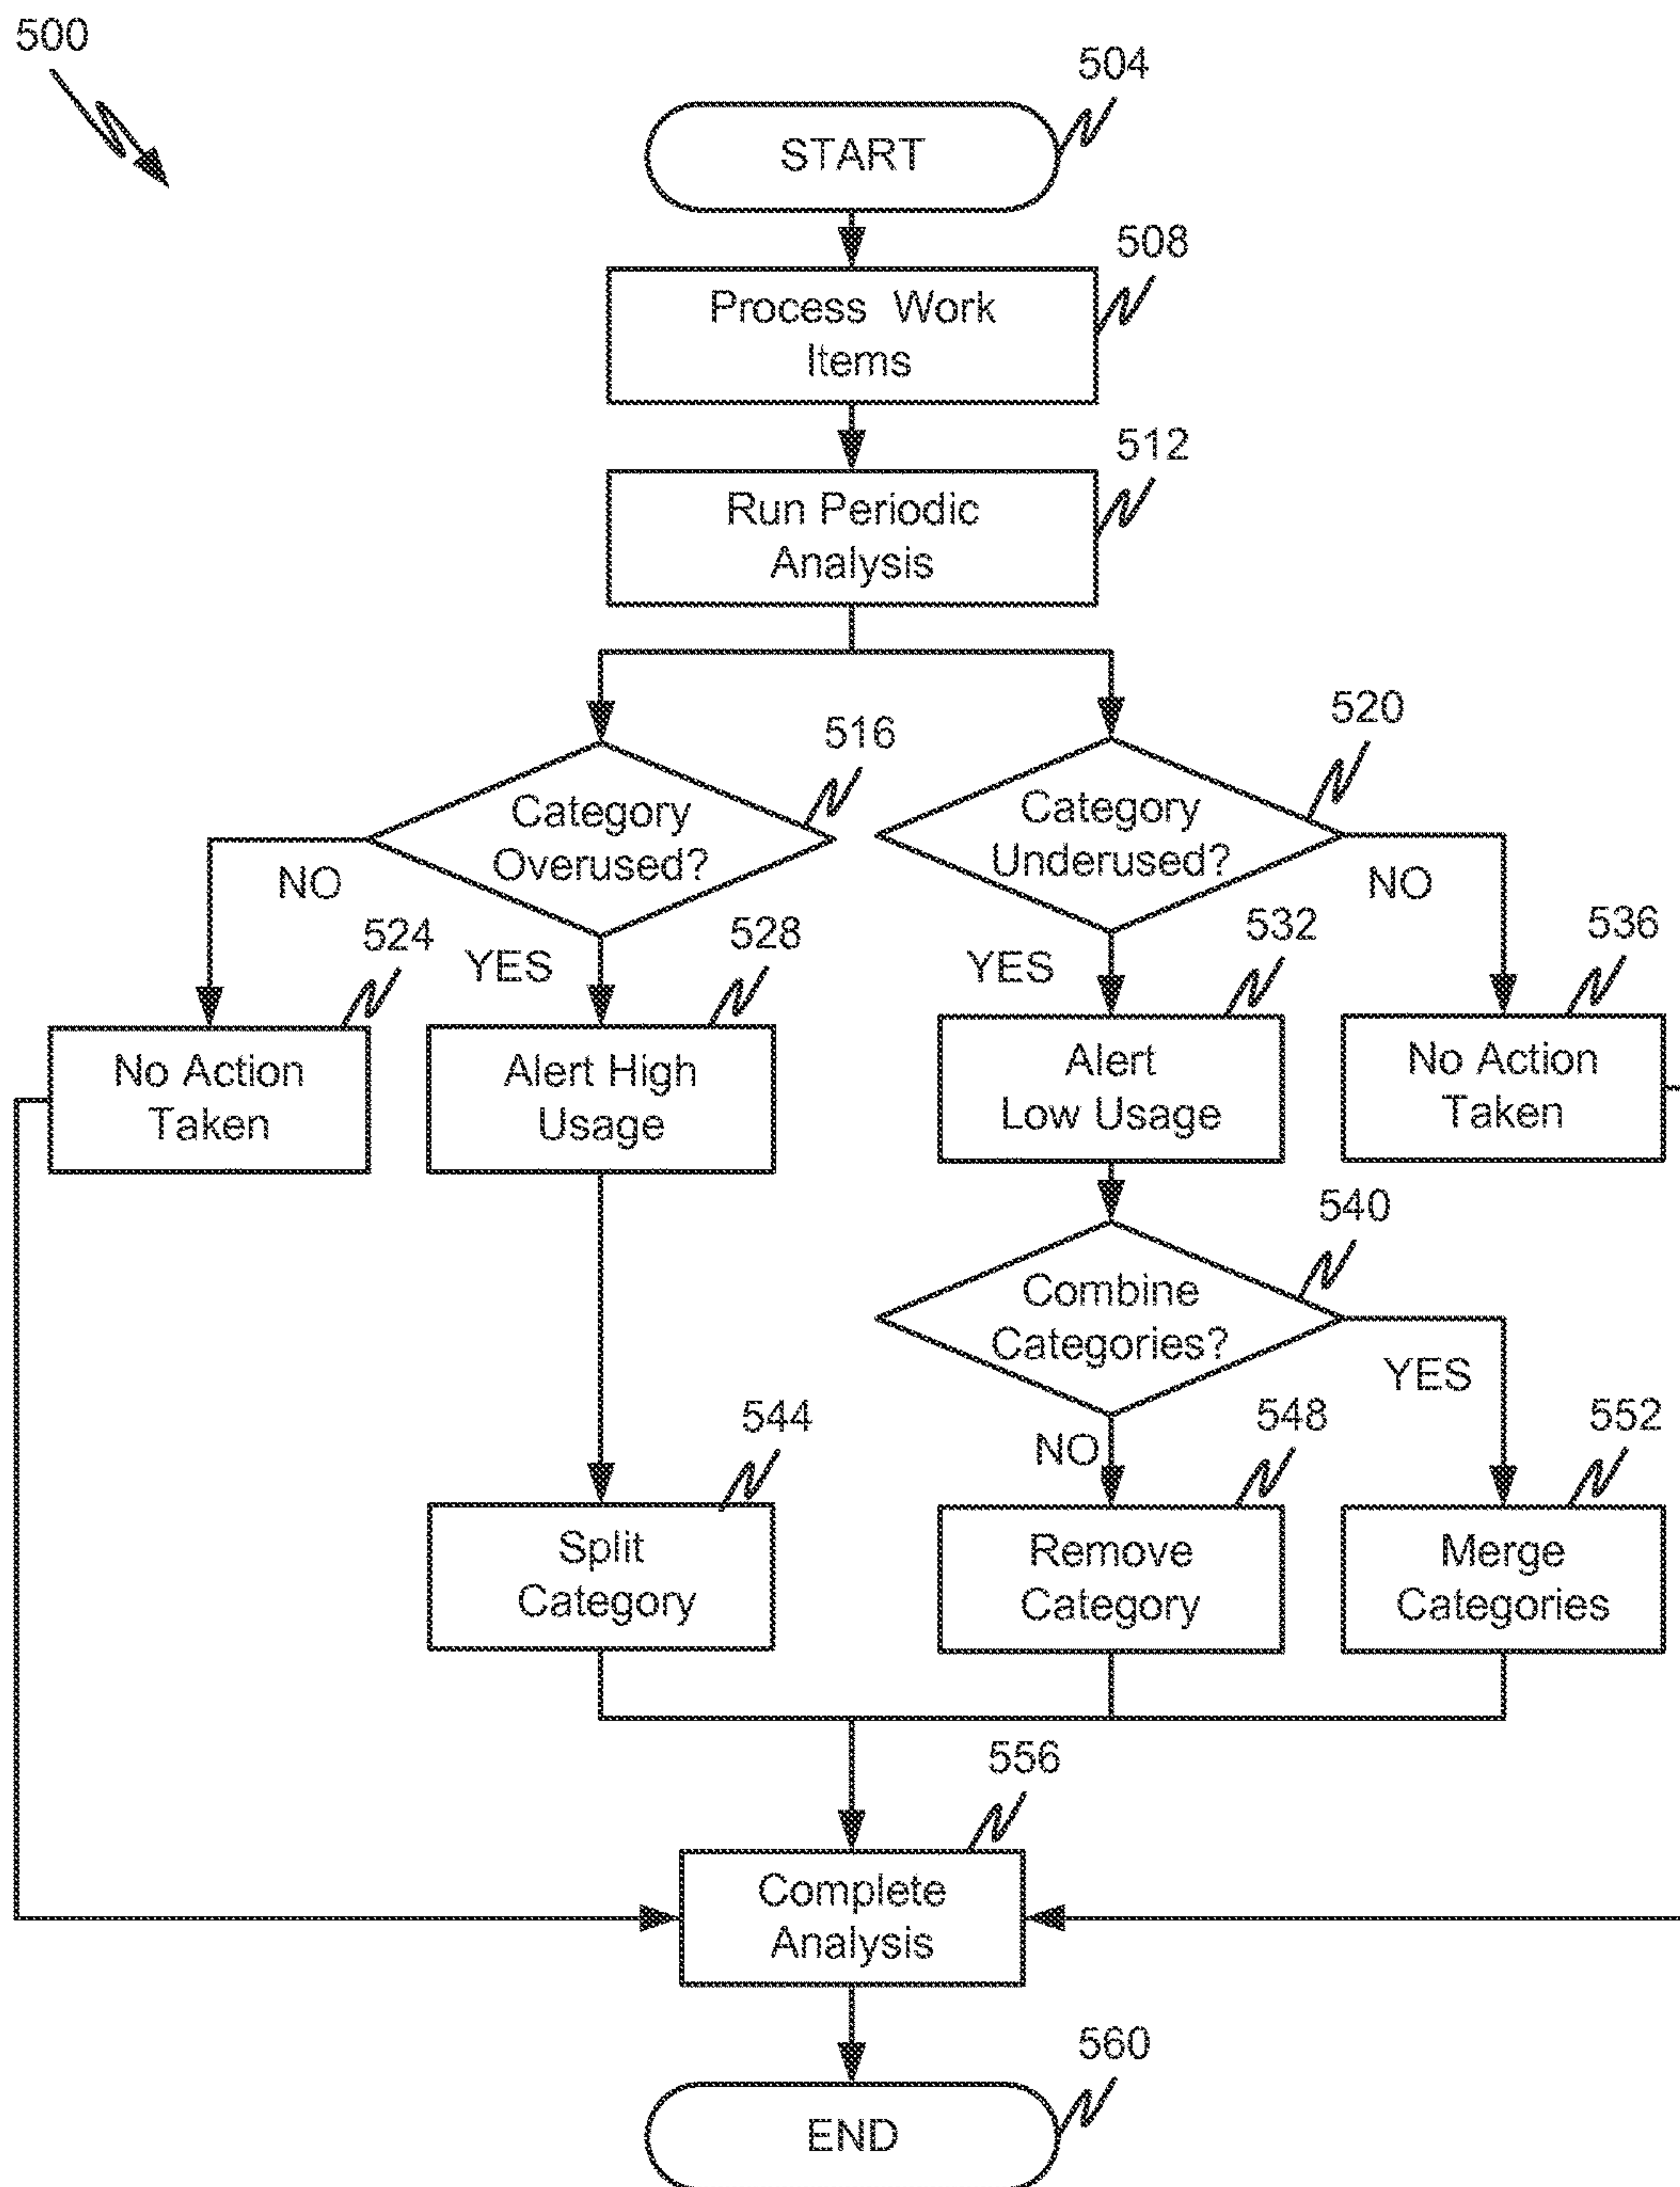 500
504
START
508
Process Work
Items
512
Run Periodic
Analysis
516
Category
Overused?
520
Category
Underused?
NO
YES
YES
NO
524
No Action
Taken
528
Alert High
Usage
532
Alert
Low Usage
536
No Action
Taken
540
Combine
Categories?
NO
YES
544
Split
Category
548
Remove
Category
552
Merge
Categories
556
Complete
Analysis
560
END